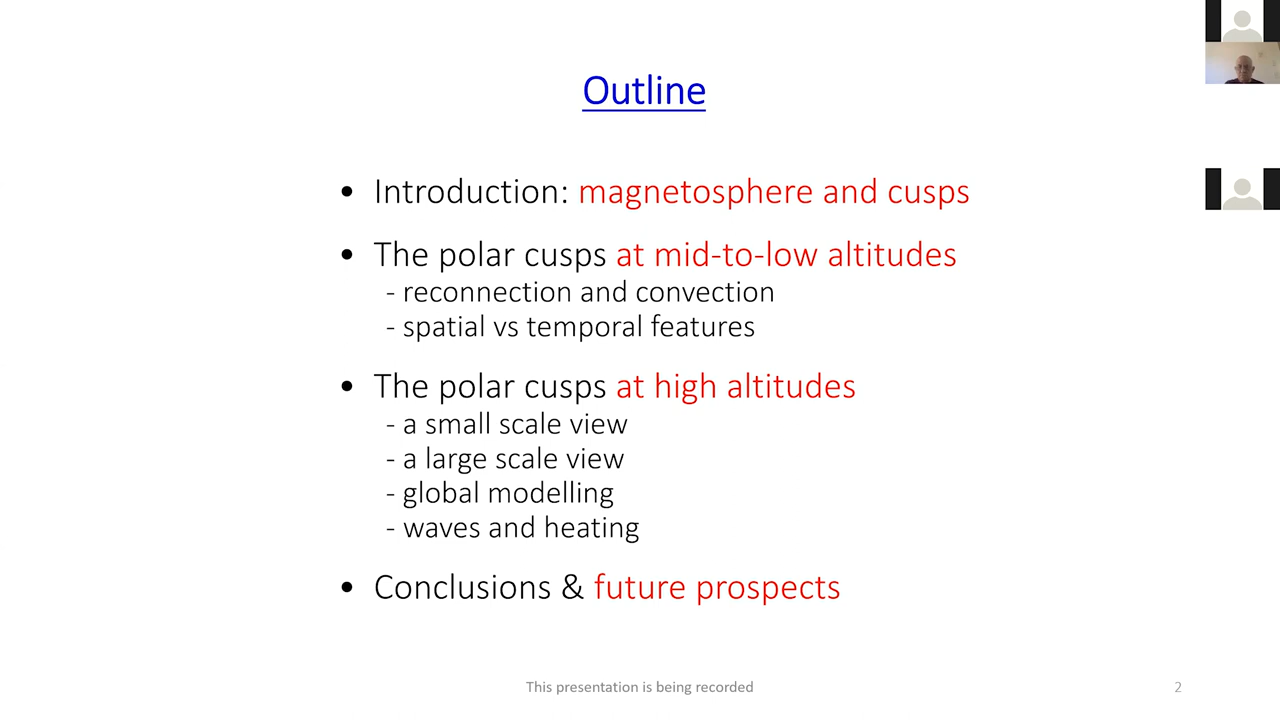 Outline
• Introduction: magnetosphere and cusps
• The polar cusps at mid-to-low altitudes
- reconnection and convection
- spatial vs temporal features
• The polar cusps at high altitudes
- a small scale view
- a large scale view
- global modelling
- waves and heating
• Conclusions & future prospects
This presentation is being recorded
2